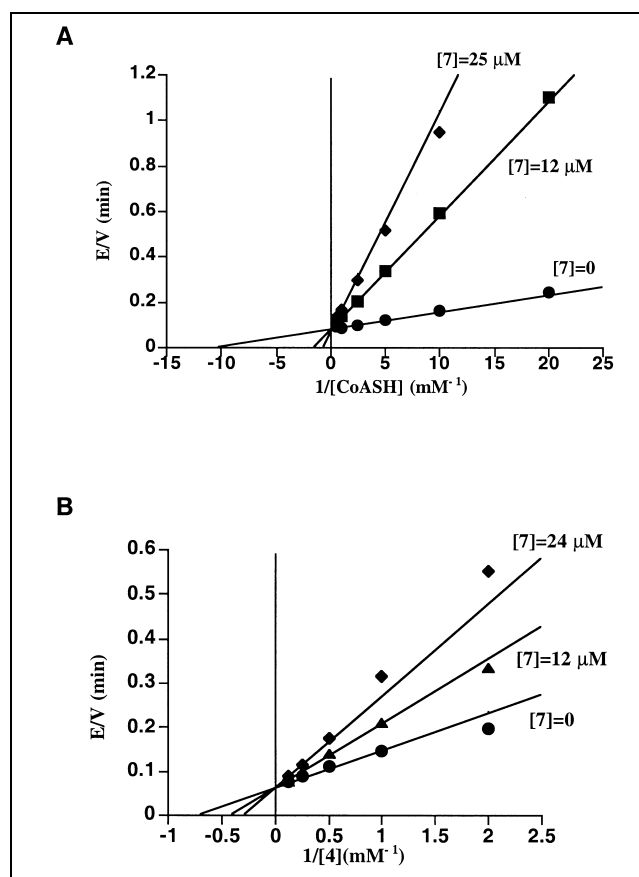 A
[7]=25 µM
1.2
1
[7]=12 µM
0.8
E/V (min)
0.6
0.4
[7]=0
0.2
0
-15 -10 -5 0 5 10 15 20 25
1/[CoASH] (mM-1)
B
0.6
[7]=24 µM
0.5
0.4
[7]=12 µM
E/V (min)
0.3
[7]=0
0.2
0.1
0
-1 -0.5 0 0.5 1 1.5 2 2.5
1/[4](mM-1)